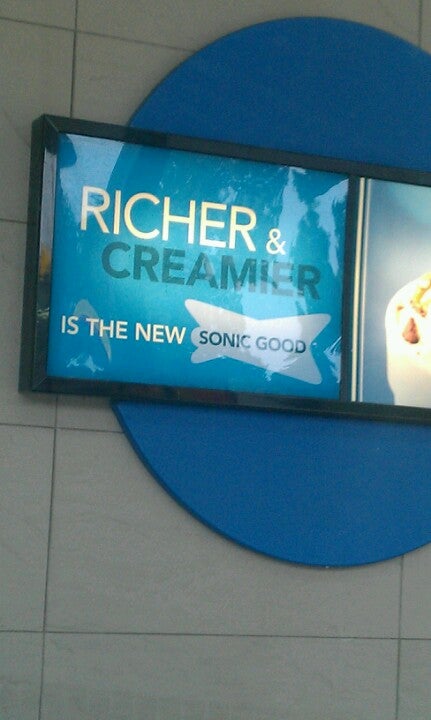 RICHER &
CREAMIER
IS THE NEW SONIC GOOD